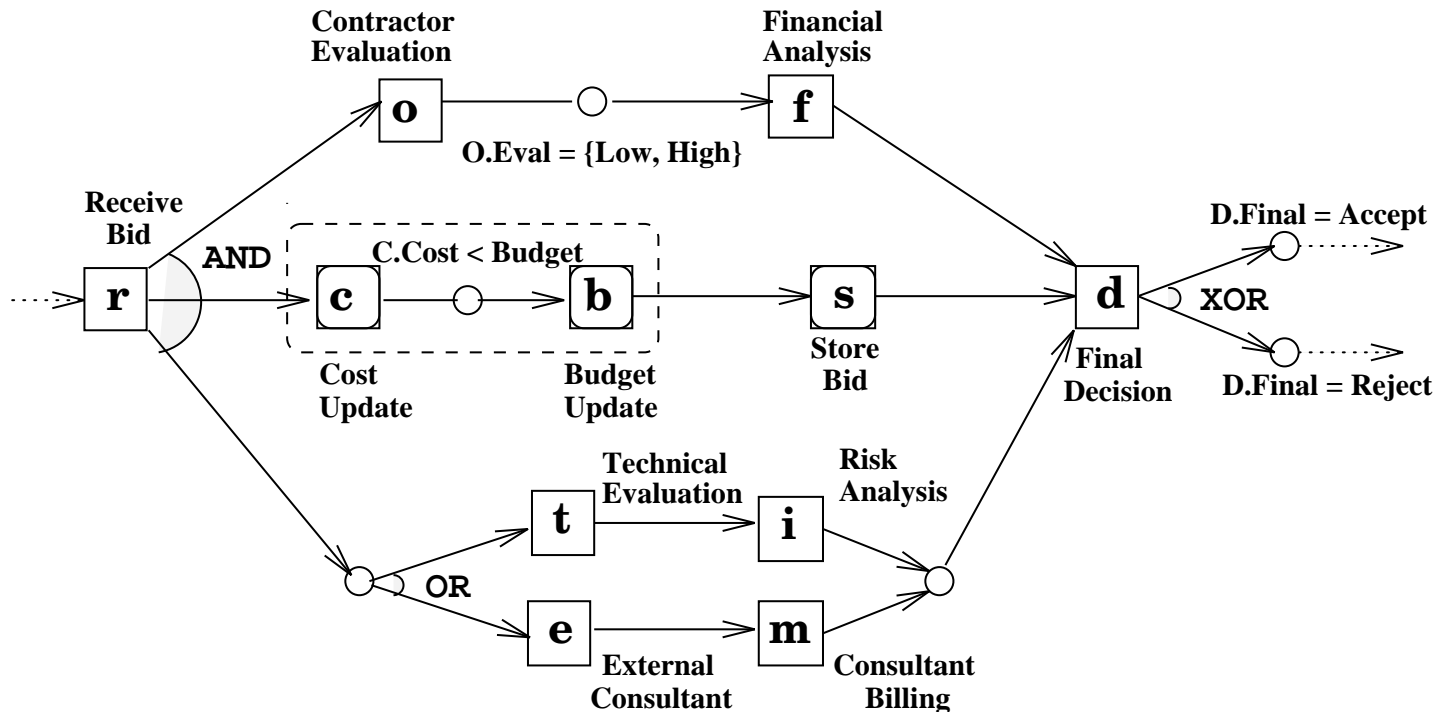 Contractor
Evaluation
Financial
Analysis
o
f
O.Eval = {Low, High}
Receive
Bid
AND
C.Cost < Budget
D.Final = Accept
r
c
b
s
d
XOR
Cost
Update
Budget
Update
Store
Bid
Final
Decision
D.Final = Reject
Technical
Evaluation
Risk
Analysis
t
i
OR
e
m
External
Consultant
Consultant
Billing